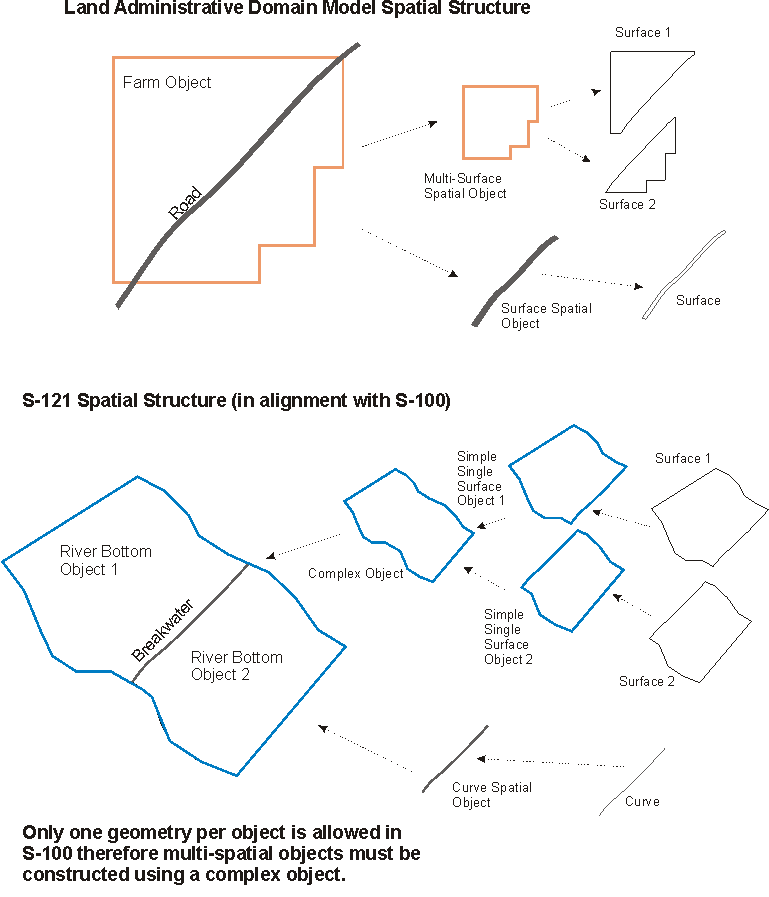 Land Administrative Domain Model Spatial Structure
Surface 1
Farm Object
Road
Multi-Surface
Spatial Object
Surface 2
Surface Spatial
Object
Surface
S-121 Spatial Structure (in alignment with S-100)
Simple
Single
Surface
Object 1
Surface 1
River Bottom
Object 1
Complex Object
Breakwater
River Bottom
Object 2
Simple
Single
Surface
Object 2
Surface 2
Curve Spatial
Object
Curve
Only one geometry per object is allowed in
S-100 therefore multi-spatial objects must be
constructed using a complex object.